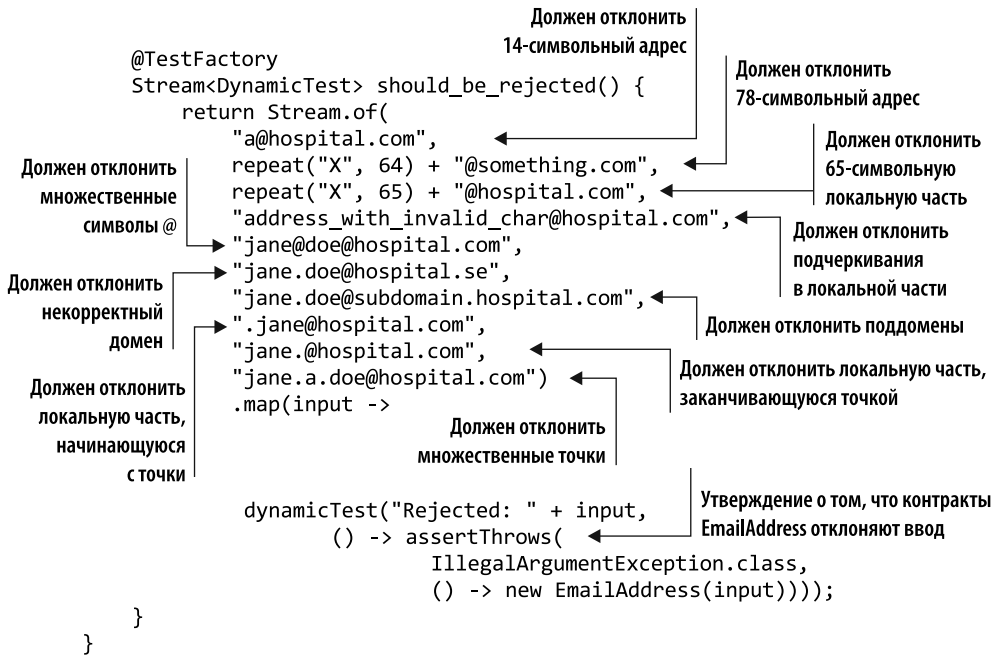 Должен отклонить
14-символьный адрес
@TestFactory
Stream<DynamicTest> should_be_rejected() {
Должен отклонить
78-символьный адрес
return Stream.of(
"a@hospital.com",
Должен отклонить
65-символьную
локальную часть
Должен отклонить
множественные
символы @
repeat("X", 64) + "@something.com",
repeat("X", 65) + "@hospital.com",
"address_with_invalid_char@hospital.com",
Должен отклонить
подчеркивания
в локальной части
"jane@doe@hospital.com",
"jane.doe@hospital.se",
Должен отклонить
некорректный
домен
"jane.doe@subdomain.hospital.com",
Должен отклонить поддомены
".jane@hospital.com",
"jane.@hospital.com",
Должен отклонить локальную часть,
заканчивающуюся точкой
"jane.a.doe@hospital.com")
.map(input ->
Должен отклонить
локальную часть,
начинающуюся
с точки
Должен отклонить
множественные точки
Утверждение о том, что контракты
EmailAddress отклоняют ввод
dynamicTest("Rejected: " + input,
() -> assertThrows(
IllegalArgumentException.class,
() -> new EmailAddress(input))));
}
}